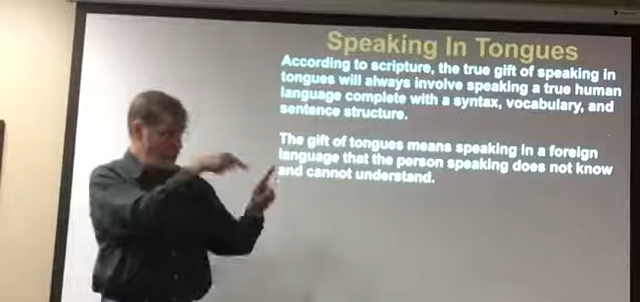 Speaking In Tongues
According to scripture, the true gift of speaking in
tongues will always involve speaking a true human
language complete with a syntax, vocabulary, and
sentence structure.
The gift of tongues means speaking in a foreign
language that the person speaking does not know
and cannot understand.